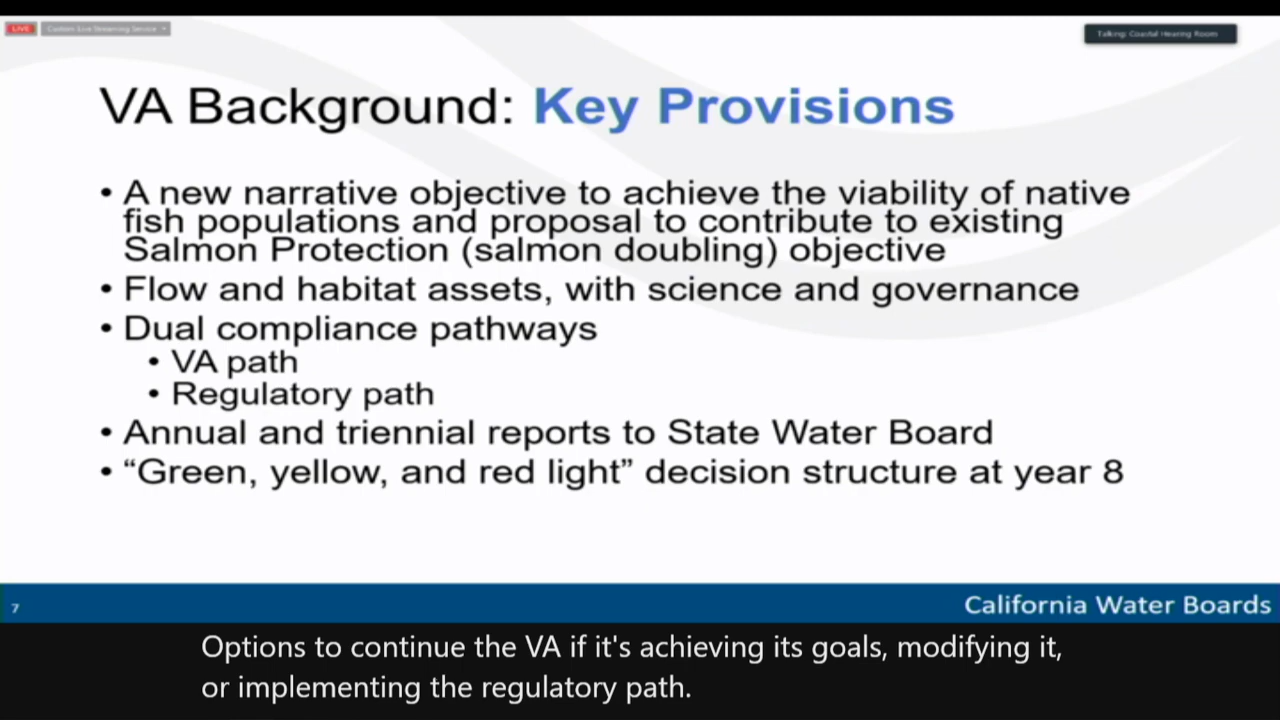 LIVE Custom Live Streaming Service
Talking: Coastal Hearing Room
VA Background: Key Provisions
• A new narrative objective to achieve the viability of native
fish populations and proposal to contribute to existing
Salmon Protection (salmon doubling) objective
• Flow and habitat assets, with science and governance
• Dual compliance pathways
• VA path
• Regulatory path
• Annual and triennial reports to State Water Board
• “Green, yellow, and red light” decision structure at year 8
7
California Water Boards
Options to continue the VA if it's achieving its goals, modifying it,
or implementing the regulatory path.